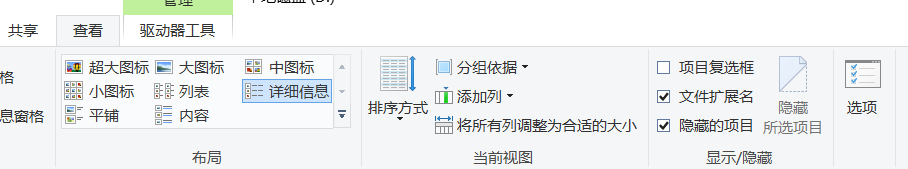 管理
共享
查看
驱动器工具
超大图标
大图标
中图标
小图标
列表
详细信息
平铺
内容
布局
排序方式
分组依据
添加列
将所有列调整为合适的大小
当前视图
项目复选框
文件扩展名
隐藏的项目
隐藏
所选项目
显示/隐藏
选项
格
息窗格